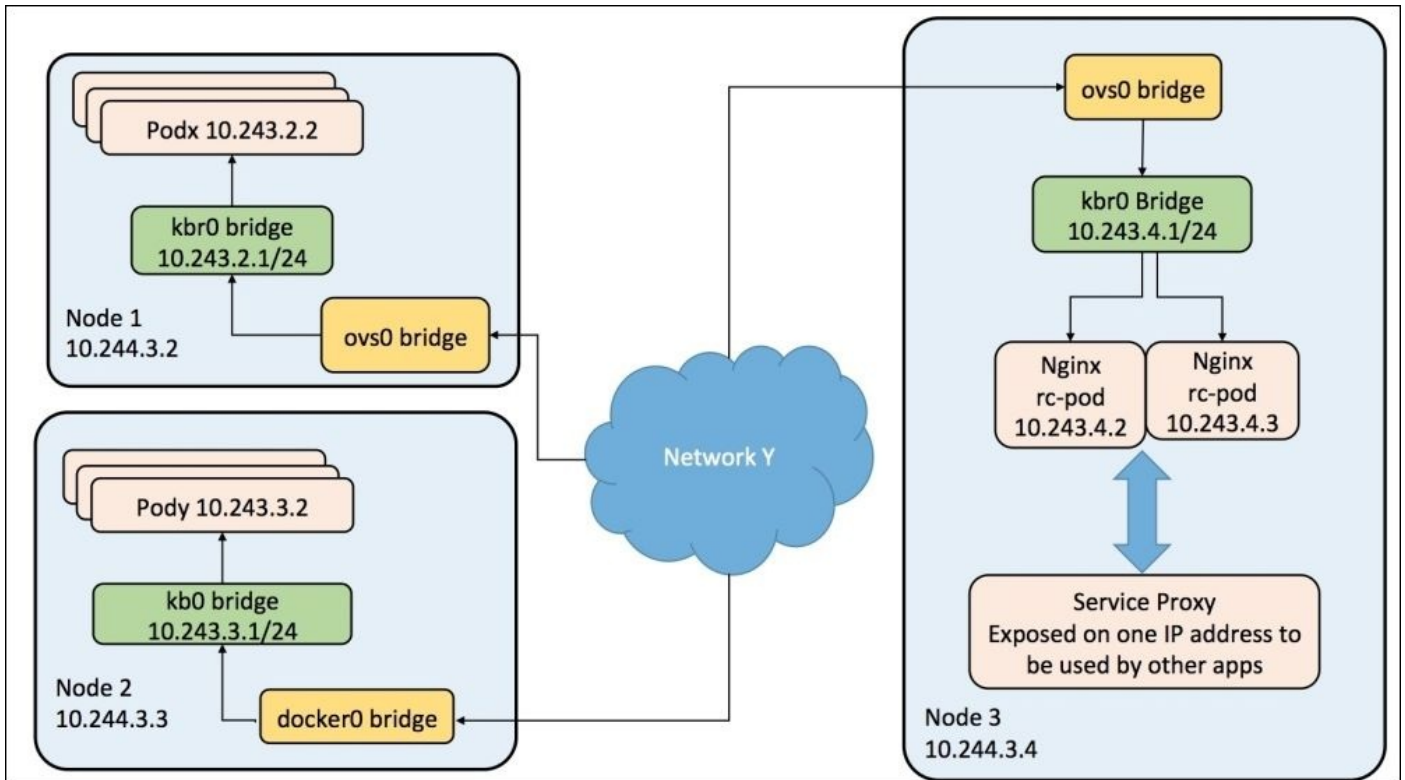 Podx 10.243.2.2
kbr0 bridge
10.243.2.1/24
Node 1
10.244.3.2
ovs0 bridge
Pody 10.243.3.2
kb0 bridge
10.243.3.1/24
Node 2
10.244.3.3
docker0 bridge
Network Y
ovs0 bridge
kbr0 Bridge
10.243.4.1/24
Nginx
rc-pod
10.243.4.2
Nginx
rc-pod
10.243.4.3
Service Proxy
Exposed on one IP address to
be used by other apps
Node 3
10.244.3.4